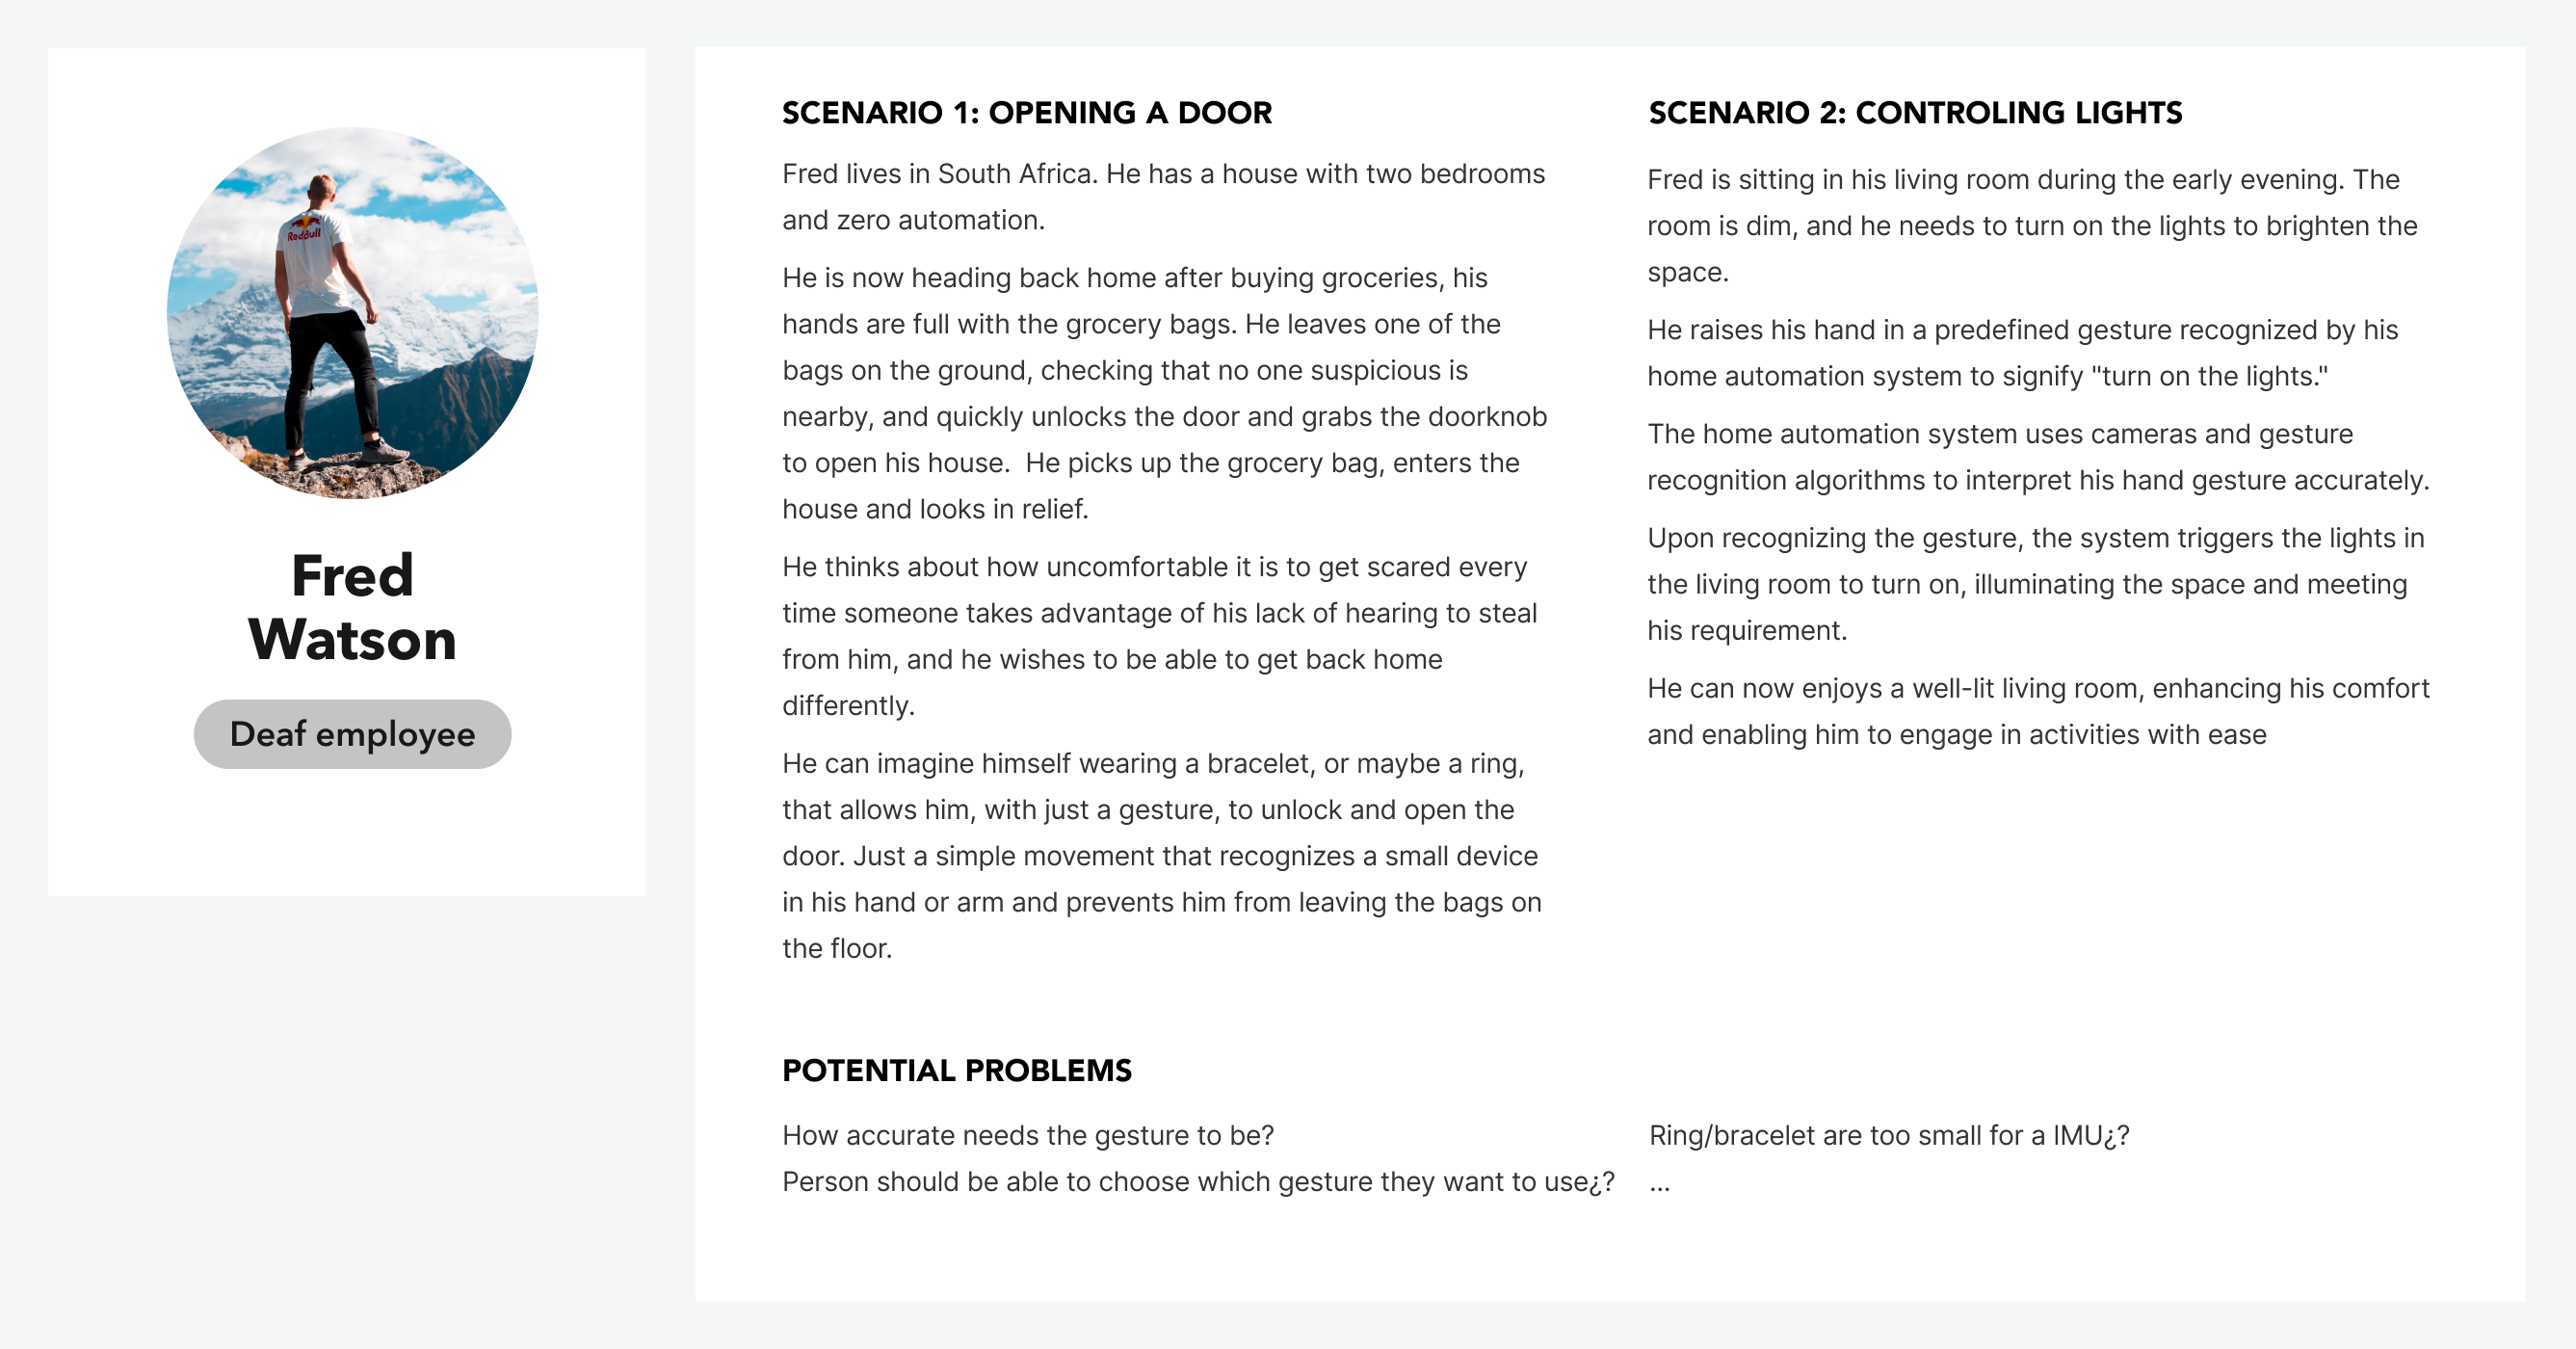 RedBull
Fred
Watson
Deaf employee
SCENARIO 1: OPENING A DOOR
Fred lives in South Africa. He has a house with two bedrooms
and zero automation.
He is now heading back home after buying groceries, his
hands are full with the grocery bags. He leaves one of the
bags on the ground, checking that no one suspicious is
nearby, and quickly unlocks the door and grabs the doorknob
to open his house.  He picks up the grocery bag, enters the
house and looks in relief.
He thinks about how uncomfortable it is to get scared every
time someone takes advantage of his lack of hearing to steal
from him, and he wishes to be able to get back home
differently.
He can imagine himself wearing a bracelet, or maybe a ring,
that allows him, with just a gesture, to unlock and open the
door. Just a simple movement that recognizes a small device
in his hand or arm and prevents him from leaving the bags on
the floor.
SCENARIO 2: CONTROLING LIGHTS
Fred is sitting in his living room during the early evening. The
room is dim, and he needs to turn on the lights to brighten the
space.
He raises his hand in a predefined gesture recognized by his
home automation system to signify "turn on the lights."
The home automation system uses cameras and gesture
recognition algorithms to interpret his hand gesture accurately.
Upon recognizing the gesture, the system triggers the lights in
the living room to turn on, illuminating the space and meeting
his requirement.
He can now enjoys a well-lit living room, enhancing his comfort
and enabling him to engage in activities with ease
POTENTIAL PROBLEMS
How accurate needs the gesture to be?
Person should be able to choose which gesture they want to use¿?
Ring/bracelet are too small for a IMU¿?
...